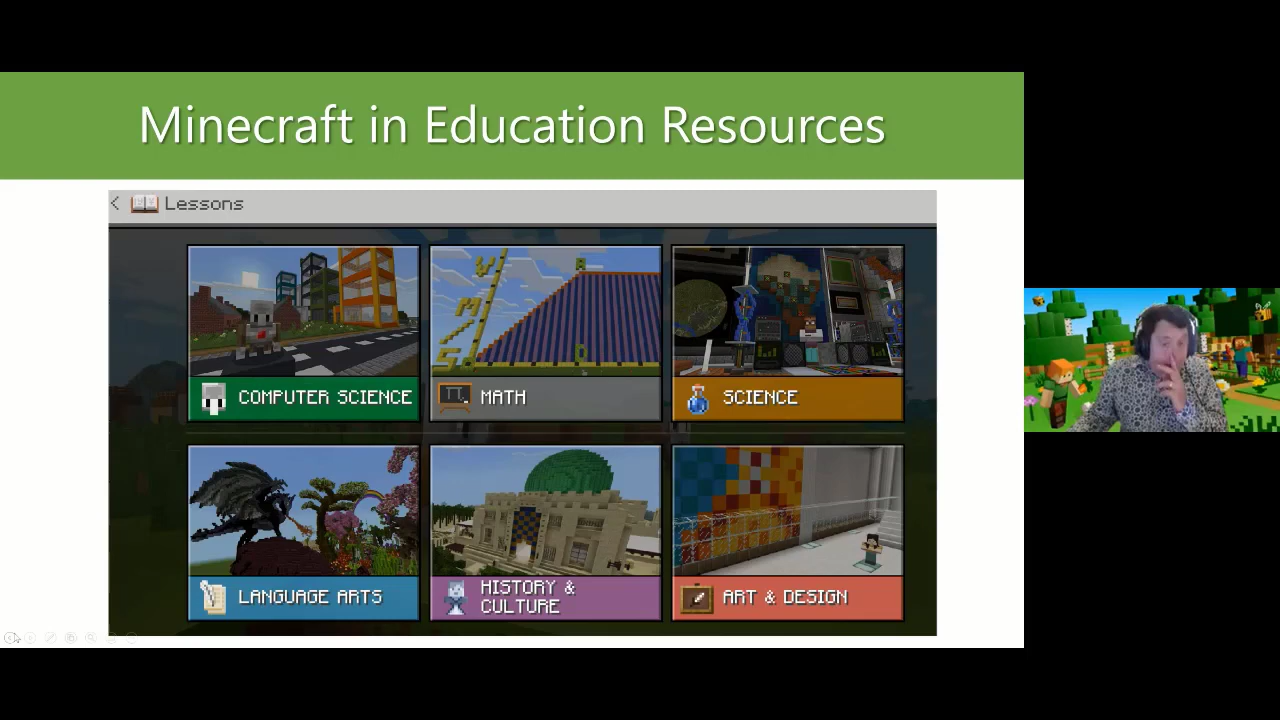 Minecraft in Education Resources
Lessons
COMPUTER SCIENCE
MATH
SCIENCE
LANGUAGE ARTS
HISTORY &
CULTURE
ART & DESIGN